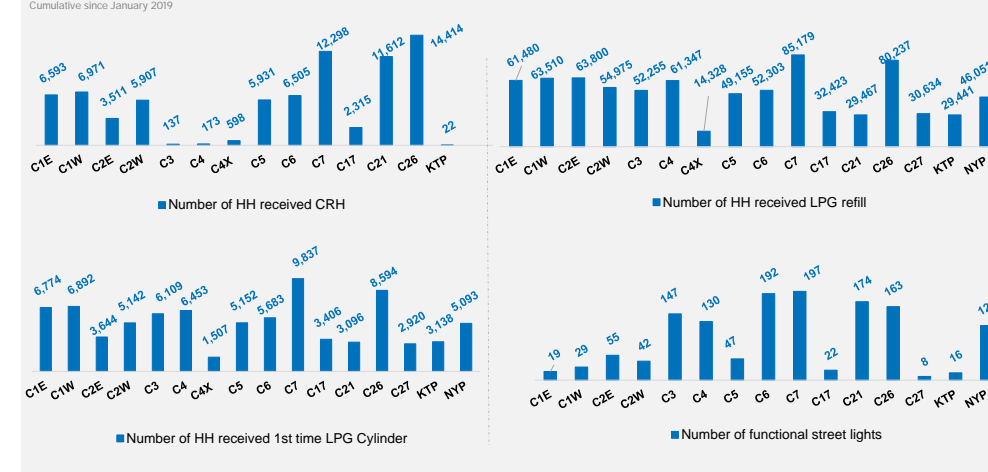 Cumulative since January 2019
6,593 6,971 3,511 5,907 137 173 598 5,931 6,505 12,298 2,315 11,612 14,414 22
C1E C1W C2E C2W C3 C4 C4X C5 C6 C7 C17 C21 C26 KTP
Number of HH received CRH
61,480 63,510 63,800 54,975 52,255 61,347 14,328 49,155 52,303 85,179 32,423 29,467 80,237 30,634 29,441 46,051
C1E C1W C2E C2W C3 C4 C4X C5 C6 C7 C17 C21 C26 C27 KTP NYP
Number of HH received LPG refill
6,774 6,892 3,644 5,142 6,109 6,453 1,507 5,152 5,683 9,837 3,406 3,096 8,594 2,920 3,138 5,093
C1E C1W C2E C2W C3 C4 C4X C5 C6 C7 C17 C21 C26 C27 KTP NYP
Number of HH received 1st time LPG Cylinder
19 29 55 42 147 130 47 192 197 22 174 163 8 16
C1E C1W C2E C2W C3 C4 C5 C6 C7 C17 C21 C26 C27 KTP NYP
Number of functional street lights